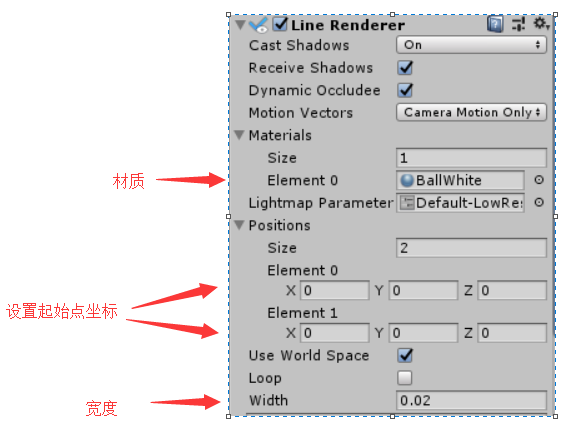 Line Renderer
Cast Shadows On
Receive Shadows
Dynamic Occludee
Motion Vectors Camera Motion Only
Materials
Size 1
材质 Element 0 BallWhite
Lightmap Parameter Default-LowRes
Positions
Size 2
Element 0
X 0 Y 0 Z 0
设置起始点坐标
Element 1
X 0 Y 0 Z 0
Use World Space
Loop
宽度 Width 0.02